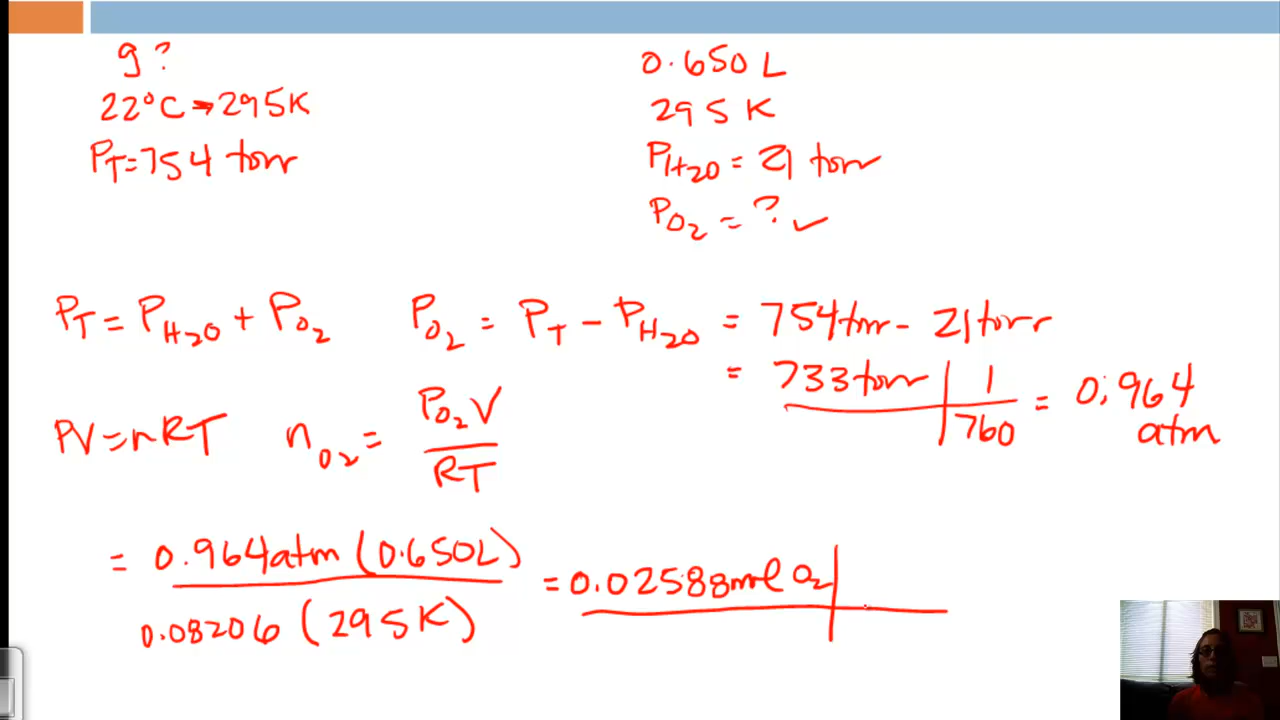 g ?
22°C → 295K
PT = 754 torr
0.650 L
295 K
PH2O = 21 torr
PO2 = ? ✓
PT = PH2O + PO2
PO2 = PT - PH2O = 754 torr - 21 torr
= 733 torr | 1 / 760 = 0.964 atm
PV = nRT
nO2 = PO2V / RT
= 0.964 atm (0.650L) / 0.08206 (295K) = 0.02588 mol O2